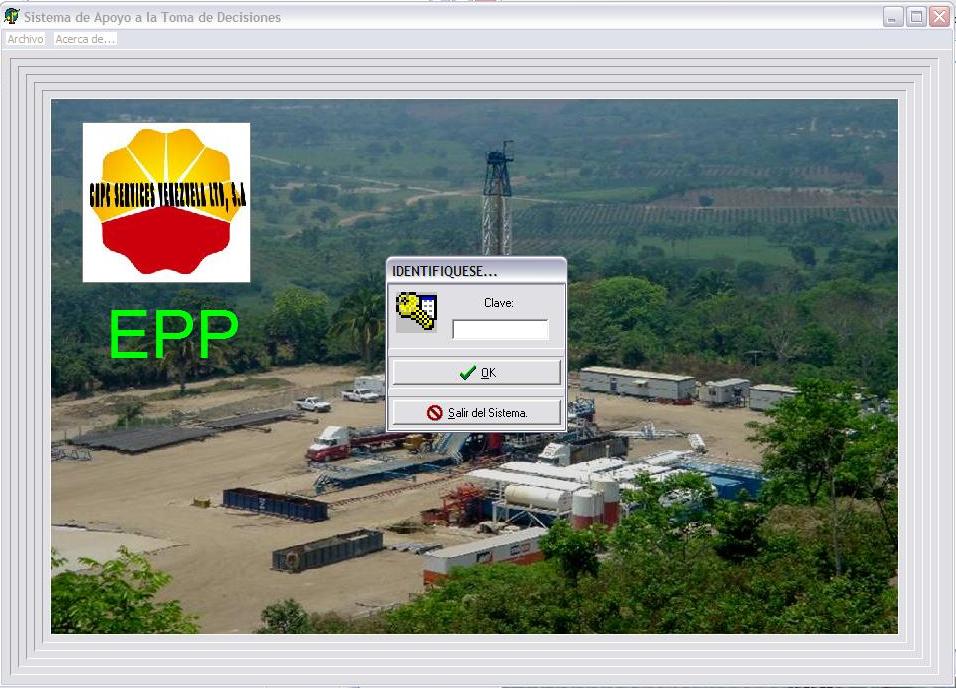 Sistema de Apoyo a la Toma de Decisiones
Archivo Acerca de...
CNPC SERVICES VENEZUELA LTD, S.A
EPP
IDENTIFIQUESE...
Clave:
OK
Salir del Sistema.